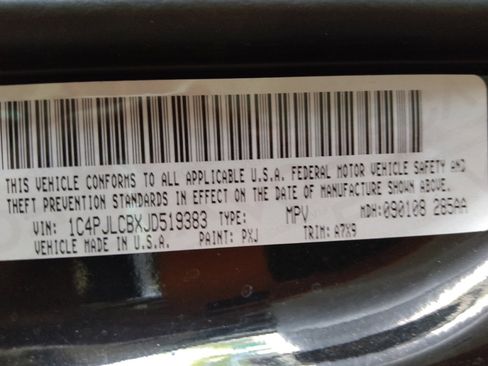 THIS VEHICLE CONFORMS TO ALL APPLICABLE U.S.A. FEDERAL MOTOR VEHICLE SAFETY AND
THEFT PREVENTION STANDARDS IN EFFECT ON THE DATE OF MANUFACTURE SHOWN ABOVE.
VIN: 1C4PJLCBXJD519383 TYPE: MPV MDH: 090108 285AA
VEHICLE MADE IN U.S.A. PAINT: PXJ TRIM: A7X9